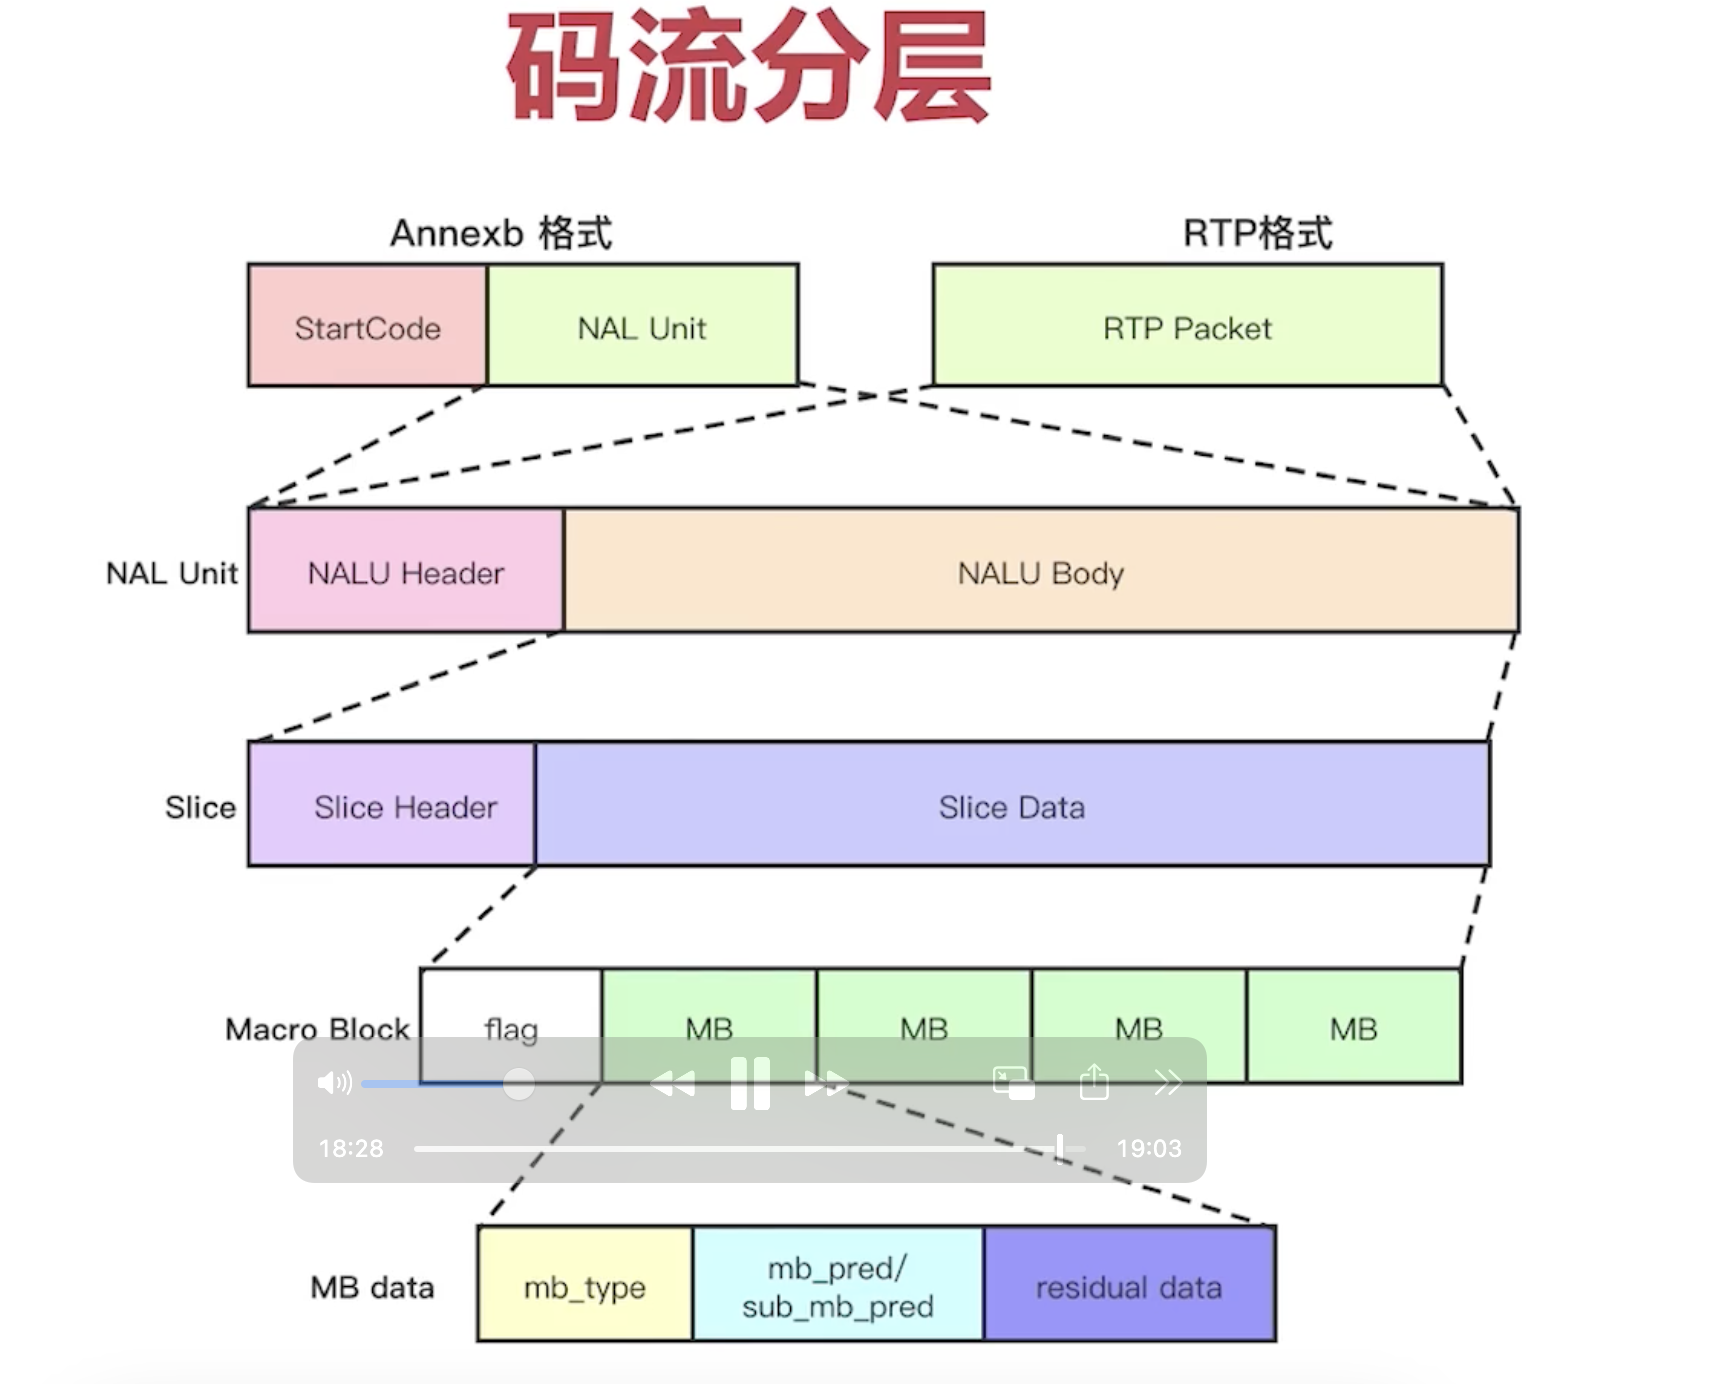 码流分层
Annexb 格式
RTP格式
StartCode
NAL Unit
RTP Packet
NAL Unit
NALU Header
NALU Body
Slice
Slice Header
Slice Data
Macro Block
flag
MB
MB
MB
MB
18:28
19:03
MB data
mb_type
mb_pred/
sub_mb_pred
residual data